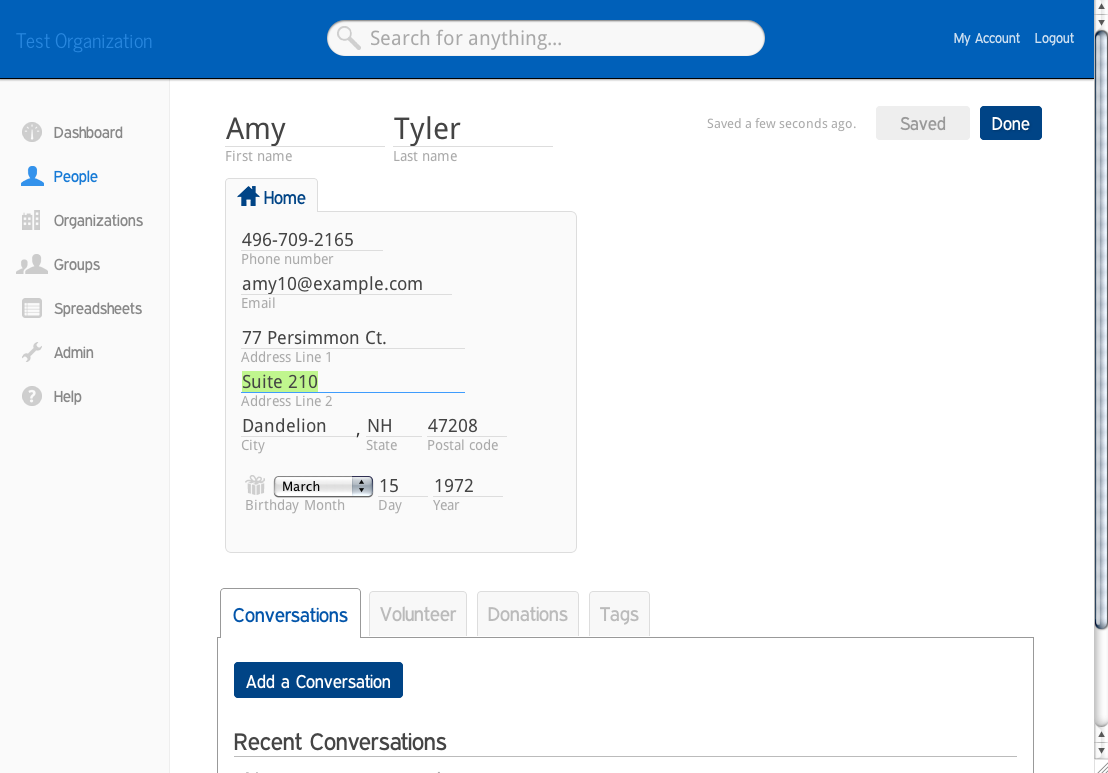 Test Organization
Search for anything...
My Account Logout
Dashboard
People
Organizations
Groups
Spreadsheets
Admin
? Help
Amy Tyler
First name Last name
Saved a few seconds ago. Saved Done
Home
496-709-2165
Phone number
amy10@example.com
Email
77 Persimmon Ct.
Address Line 1
Suite 210
Address Line 2
Dandelion , NH 47208
City State Postal code
March 15 1972
Birthday Month Day Year
Conversations Volunteer Donations Tags
Add a Conversation
Recent Conversations